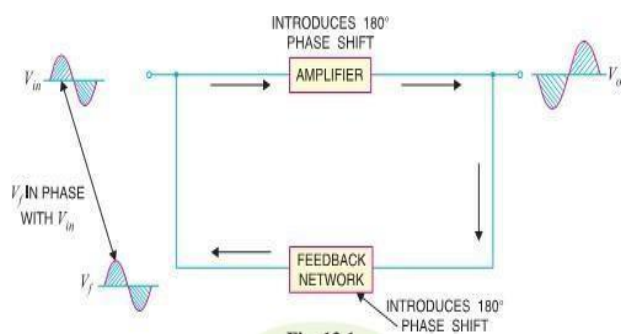 INTRODUCES 180°
PHASE SHIFT
AMPLIFIER
Vin
Vo
Vf IN PHASE
WITH Vin
Vf
FEEDBACK
NETWORK
INTRODUCES 180°
PHASE SHIFT